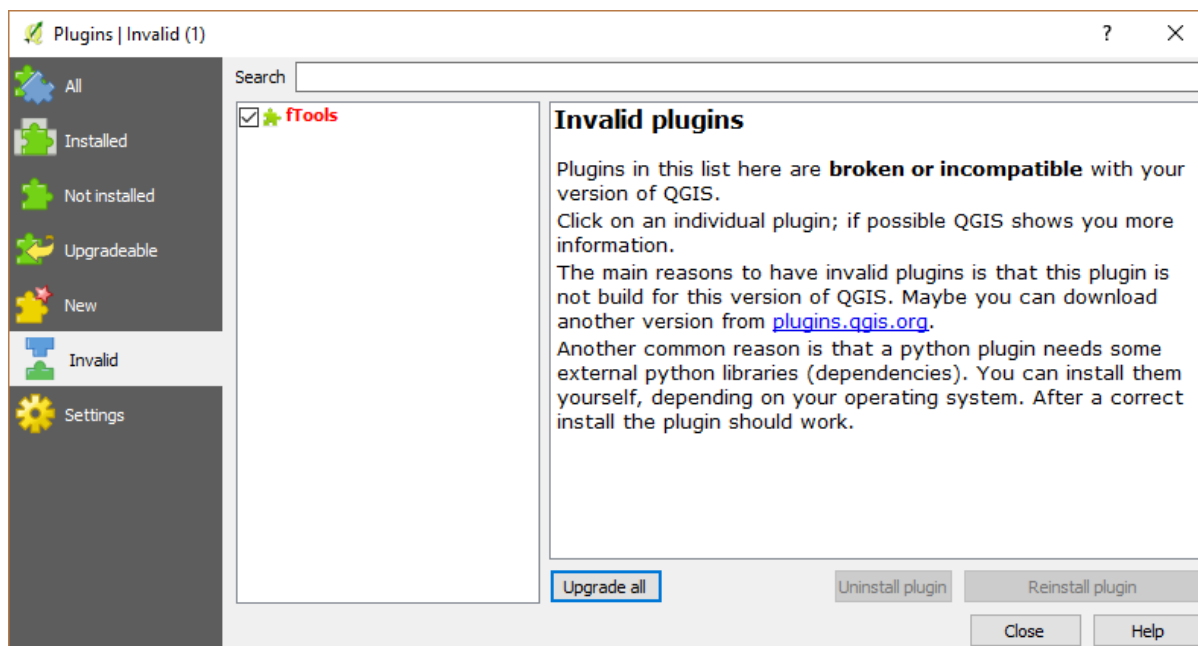 Plugins | Invalid (1)
?
All
Installed
Not installed
Upgradeable
New
Invalid
Settings
Search
fTools
Invalid plugins
Plugins in this list here are broken or incompatible with your
version of QGIS.
Click on an individual plugin; if possible QGIS shows you more
information.
The main reasons to have invalid plugins is that this plugin is
not build for this version of QGIS. Maybe you can download
another version from plugins.qgis.org.
Another common reason is that a python plugin needs some
external python libraries (dependencies). You can install them
yourself, depending on your operating system. After a correct
install the plugin should work.
Upgrade all
Uninstall plugin
Reinstall plugin
Close
Help